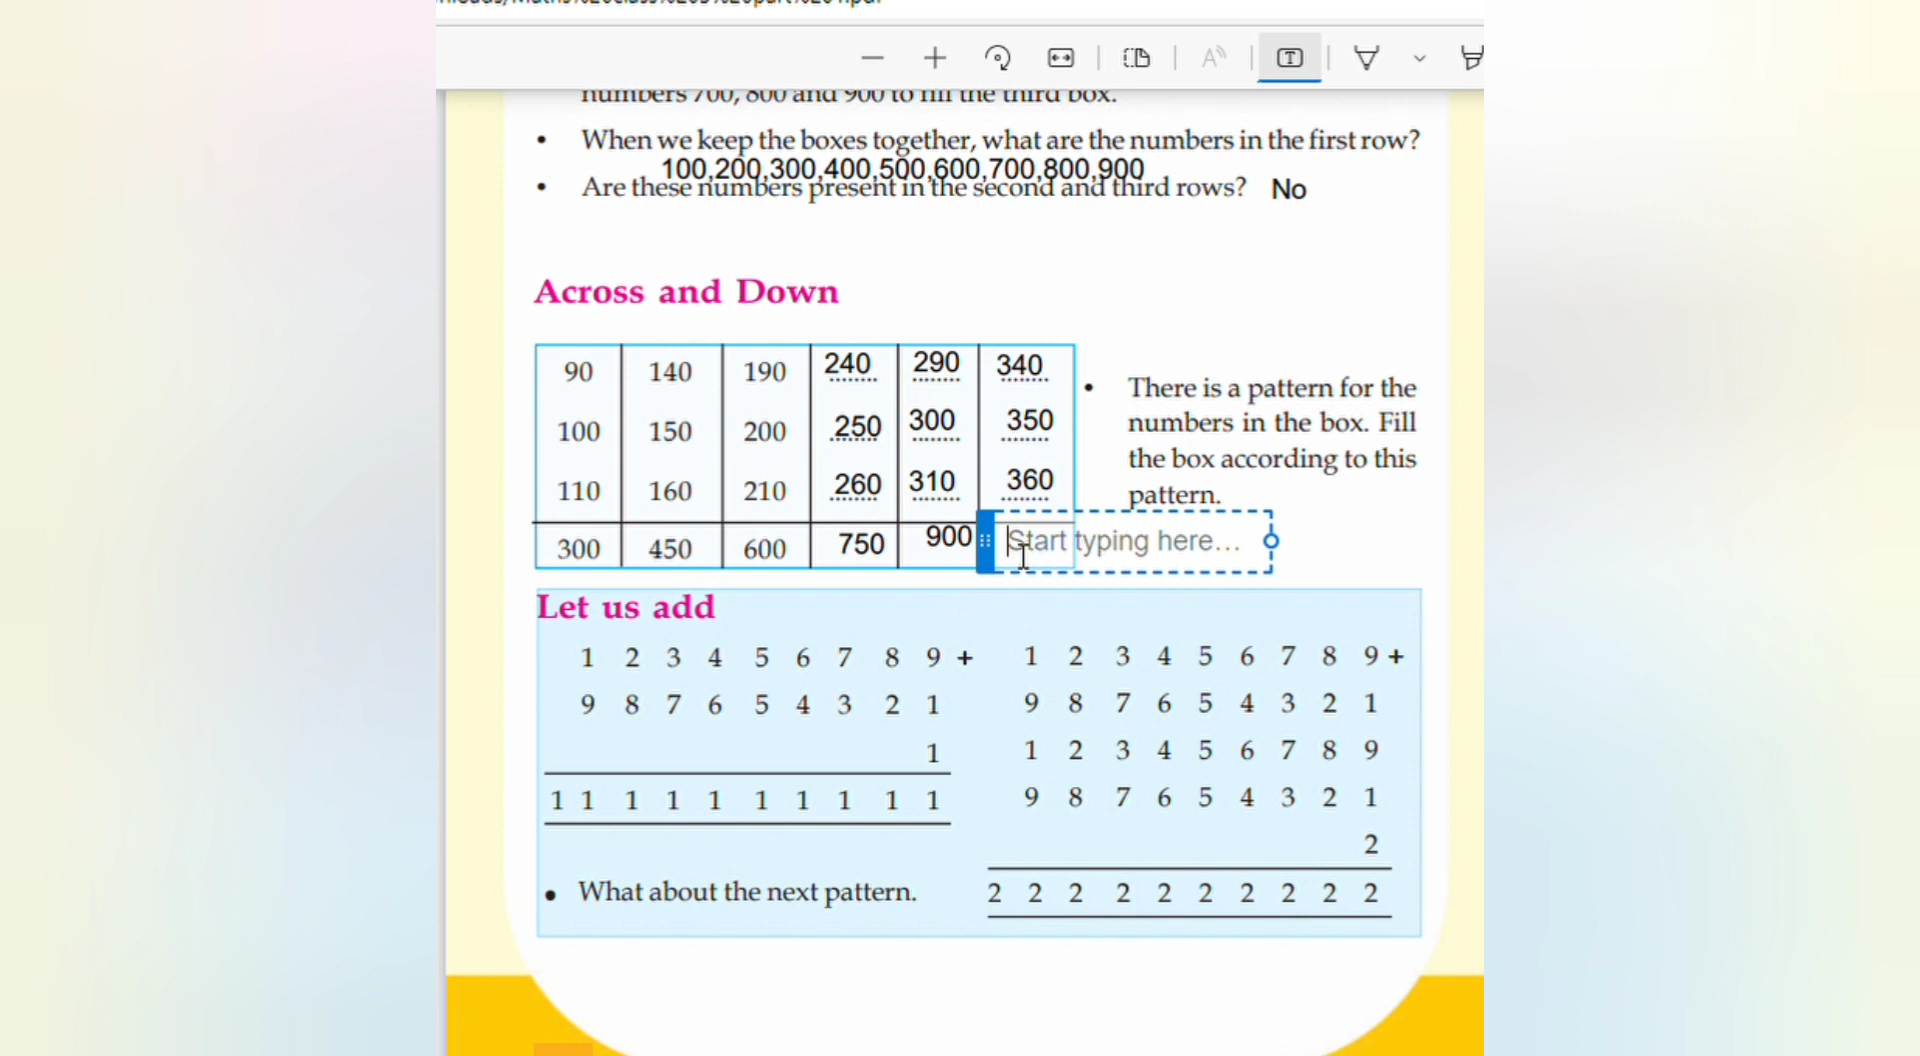 numbers 700, 800 and 900 to fill the third box.
• When we keep the boxes together, what are the numbers in the first row?
100,200,300,400,500,600,700,800,900
• Are these numbers present in the second and third rows? No
Across and Down
90 140 190 240 290 340
100 150 200 250 300 350
110 160 210 260 310 360
300 450 600 750 900 Start typing here...
• There is a pattern for the
numbers in the box. Fill
the box according to this
pattern.
Let us add
1 2 3 4 5 6 7 8 9 +
9 8 7 6 5 4 3 2 1
1
1 1 1 1 1 1 1 1 1 1
• What about the next pattern.
1 2 3 4 5 6 7 8 9 +
9 8 7 6 5 4 3 2 1
1 2 3 4 5 6 7 8 9
9 8 7 6 5 4 3 2 1
2
2 2 2 2 2 2 2 2 2 2